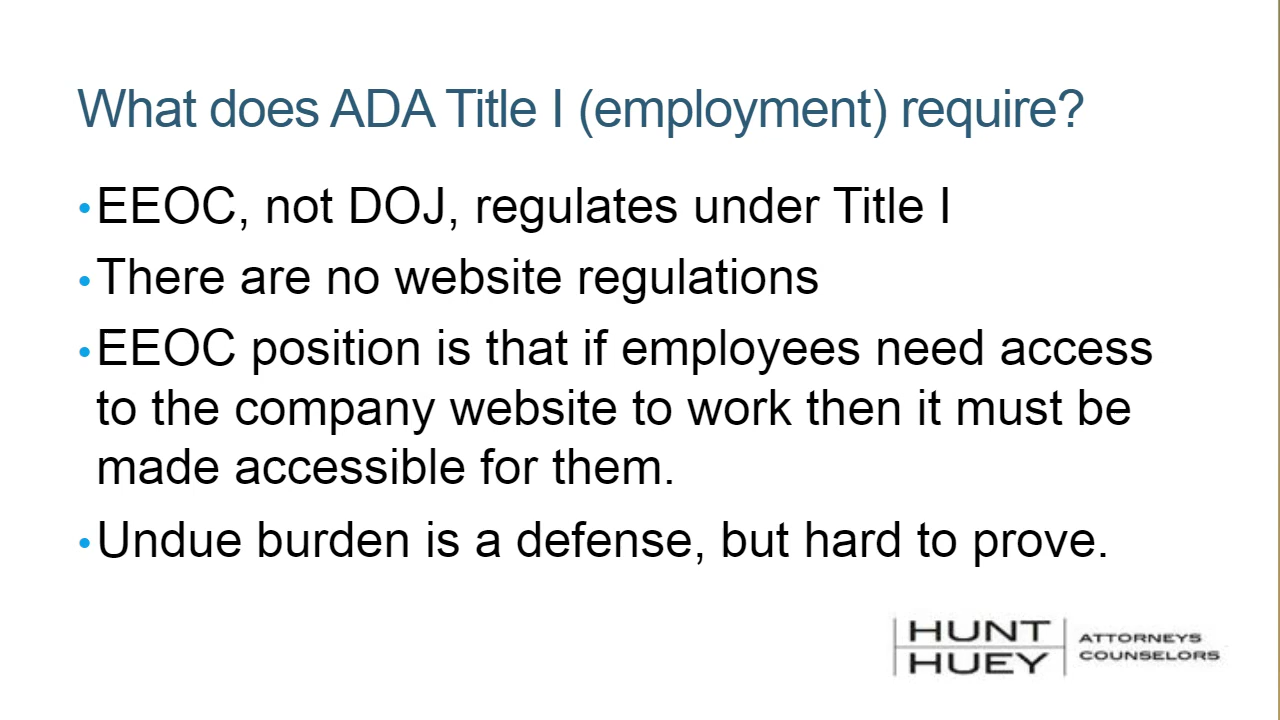 What does ADA Title I (employment) require?
•EEOC, not DOJ, regulates under Title I
•There are no website regulations
•EEOC position is that if employees need access
to the company website to work then it must be
made accessible for them.
•Undue burden is a defense, but hard to prove.
HUNT
HUEY
ATTORNEYS
COUNSELORS